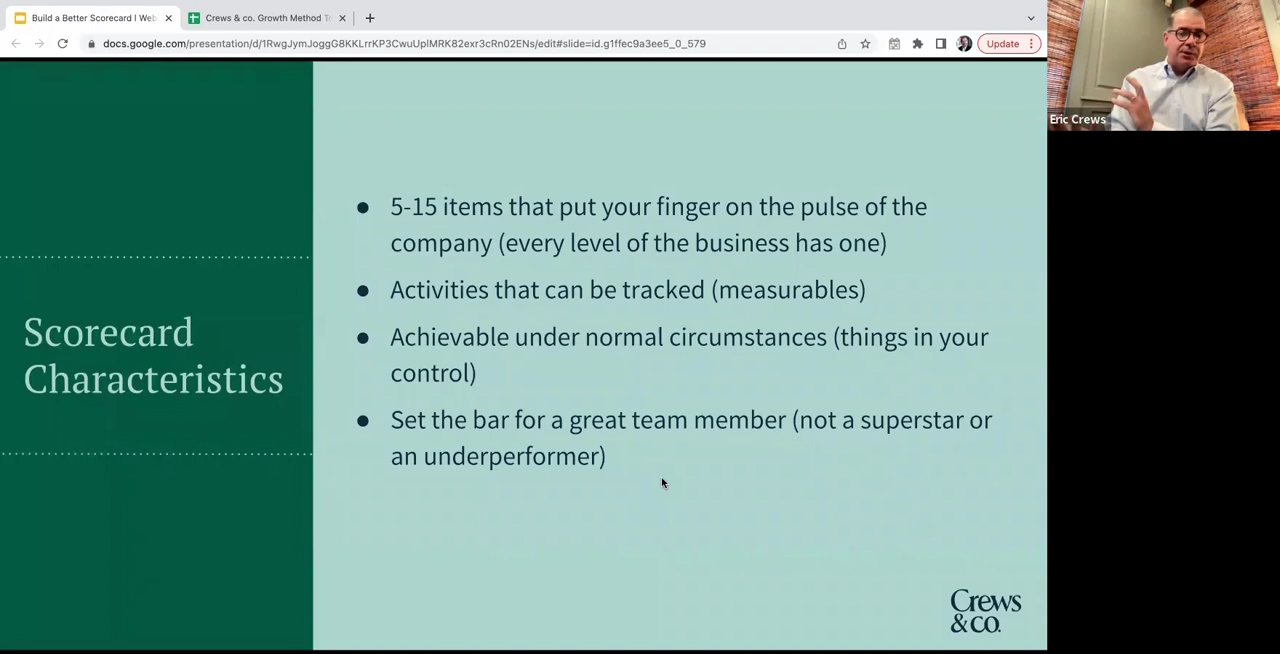 Build a Better Scorecard I Web
Crews & co. Growth Method T
docs.google.com/presentation/d/1RwgJymJoggG8KKLrrKP3CwuUplMRK82exr3cRn02ENs/edit#slide=id.g1ffec9a3ee5_0_579
Update
Eric Crews
Scorecard
Characteristics
● 5-15 items that put your finger on the pulse of the
company (every level of the business has one)
● Activities that can be tracked (measurables)
● Achievable under normal circumstances (things in your
control)
● Set the bar for a great team member (not a superstar or
an underperformer)
Crews
& CO.